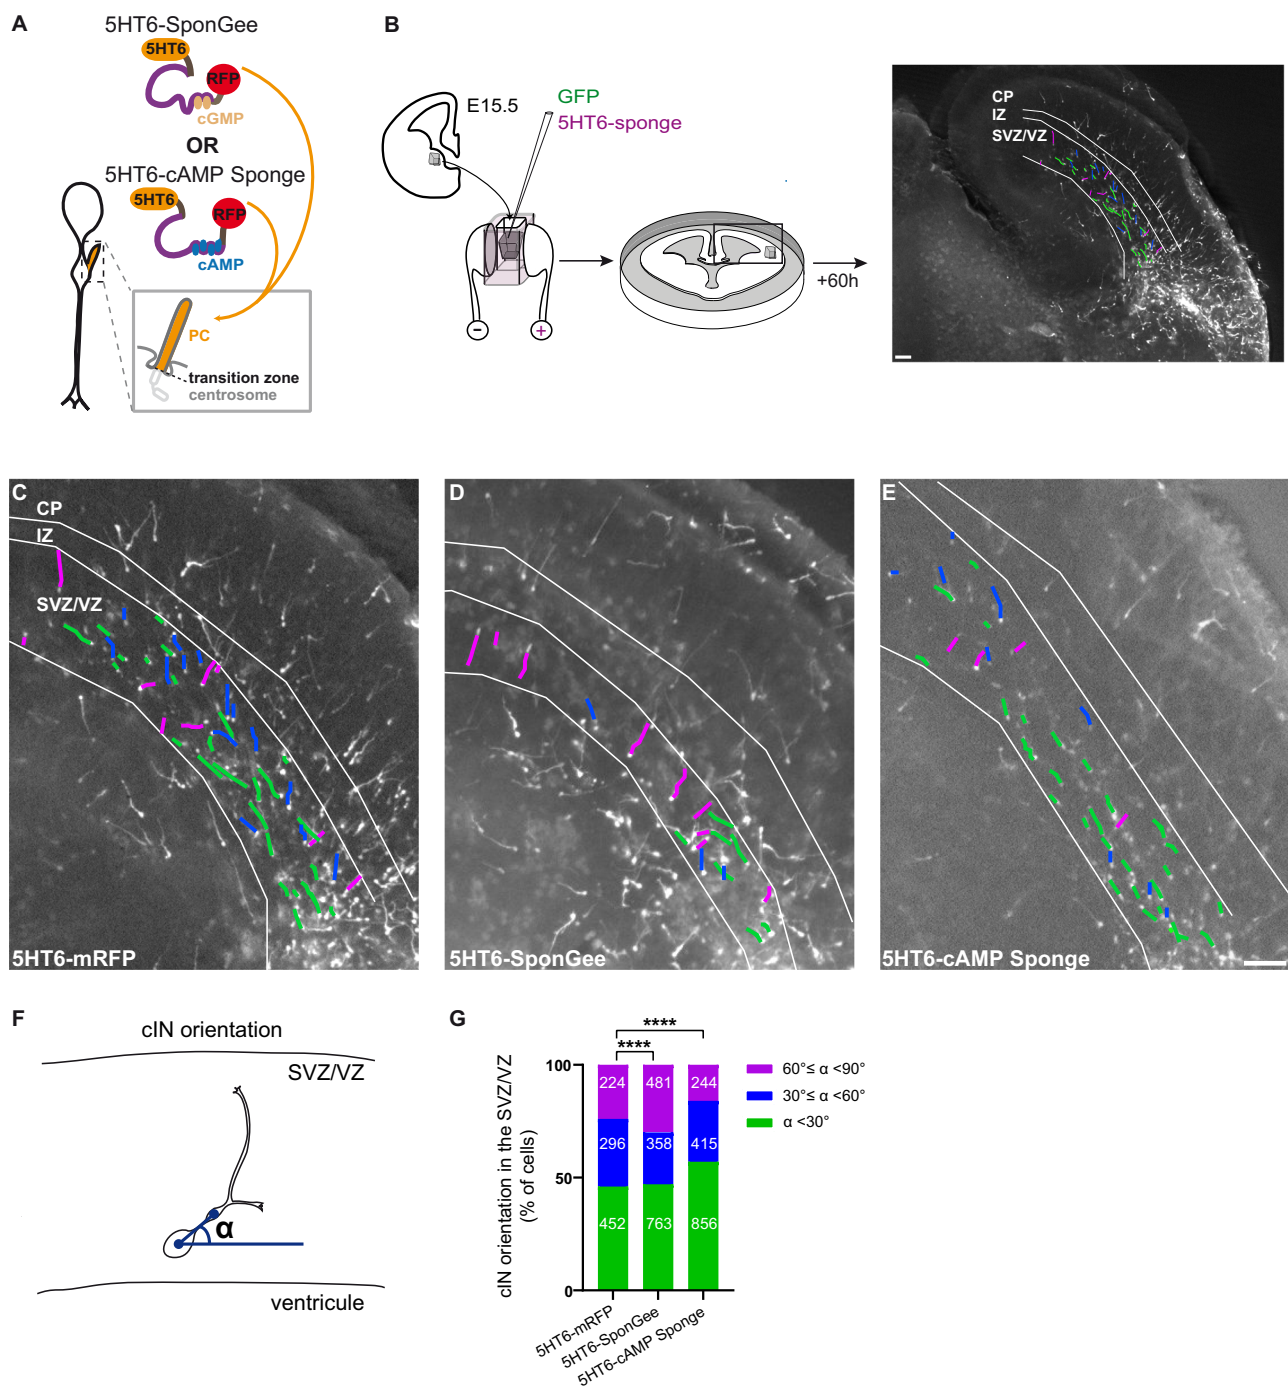 A
5HT6-SponGee
5HT6
RFP
cGMP
OR
5HT6-cAMP Sponge
5HT6
RFP
cAMP
PC
transition zone
centrosome
B
E15.5
GFP
5HT6-sponge
-
+
+60h
CP
IZ
SVZ/VZ
C
CP
IZ
SVZ/VZ
5HT6-mRFP
D
5HT6-SponGee
E
5HT6-cAMP Sponge
F
cIN orientation
SVZ/VZ
α
ventricule
G
cIN orientation in the SVZ/VZ
(% of cells)
100
50
0
****
****
224
481
244
296
358
415
452
763
856
5HT6-mRFP
5HT6-SponGee
5HT6-cAMP Sponge
60°≤ α <90°
30°≤ α <60°
α <30°